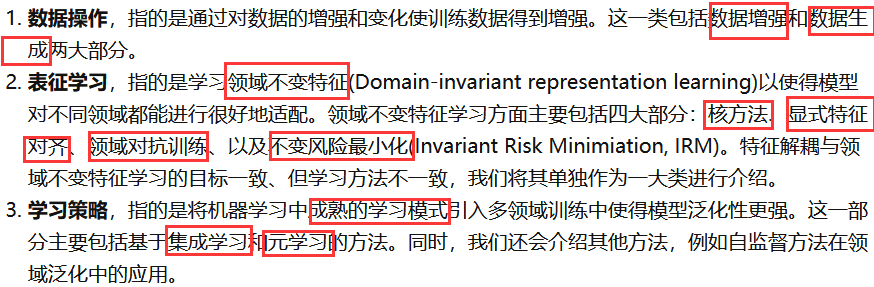 1. 数据操作，指的是通过对数据的增强和变化使训练数据得到增强。这一类包括数据增强和数据生
成两大部分。
2. 表征学习，指的是学习领域不变特征(Domain-invariant representation learning)以使得模型
对不同领域都能进行很好地适配。领域不变特征学习方面主要包括四大部分：核方法、显式特征
对齐、领域对抗训练、以及不变风险最小化(Invariant Risk Minimiation, IRM)。特征解耦与领
域不变特征学习的目标一致、但学习方法不一致，我们将其单独作为一大类进行介绍。
3. 学习策略，指的是将机器学习中成熟的学习模式引入多领域训练中使得模型泛化性更强。这一部
分主要包括基于集成学习和元学习的方法。同时，我们还会介绍其他方法，例如自监督方法在领
域泛化中的应用。